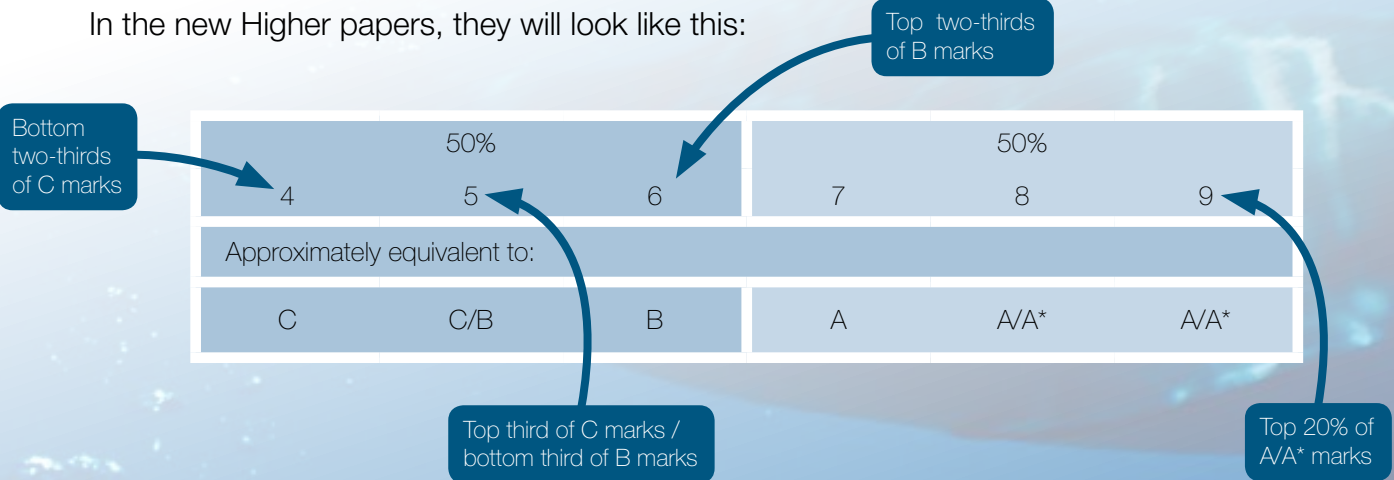 In the new Higher papers, they will look like this:
Top two-thirds
of B marks
Bottom
two-thirds
of C marks
50% 50%
4 5 6 7 8 9
Approximately equivalent to:
C C/B B A A/A* A/A*
Top third of C marks /
bottom third of B marks
Top 20% of
A/A* marks